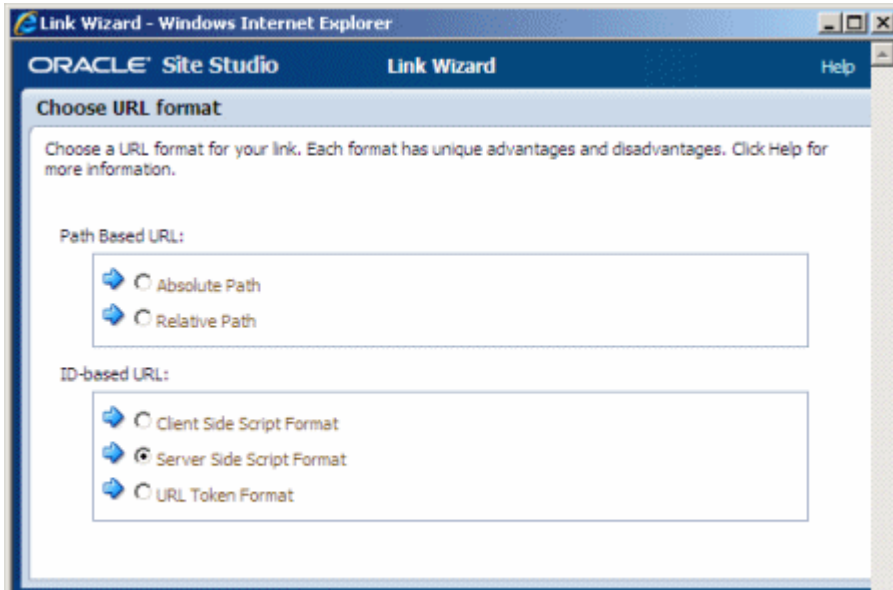 Link Wizard - Windows Internet Explorer
ORACLE Site Studio Link Wizard Help
Choose URL format
Choose a URL format for your link. Each format has unique advantages and disadvantages. Click Help for
more information.
Path Based URL:
Absolute Path
Relative Path
ID-based URL:
Client Side Script Format
Server Side Script Format
URL Token Format